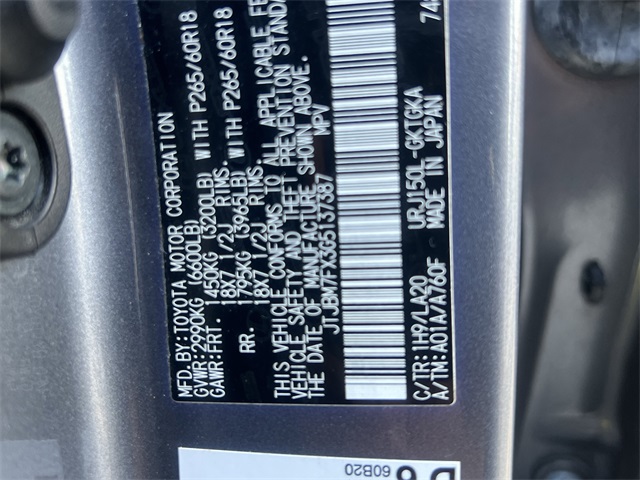 MFD.BY:TOYOTA MOTOR CORPORATION
GVWR:2990KG (6600LB)
GAWR:FRT. 1450KG (3200LB) WITH P265/60R18
18X7 1/2J RIMS.
RR. 1795KG (3965LB) WITH P265/60R18
18X7 1/2J RIMS.
THIS VEHICLE CONFORMS TO ALL APPLICABLE FE
VEHICLE SAFETY AND THEFT PREVENTION STANDA
THE DATE OF MANUFACTURE SHOWN ABOVE.
JTJBM7FX3G5137387 MPV
C/TR:1H9/LA20 URJ150L-GKTGKA 74
A/TM:A01A/A760F MADE IN JAPAN
60B20